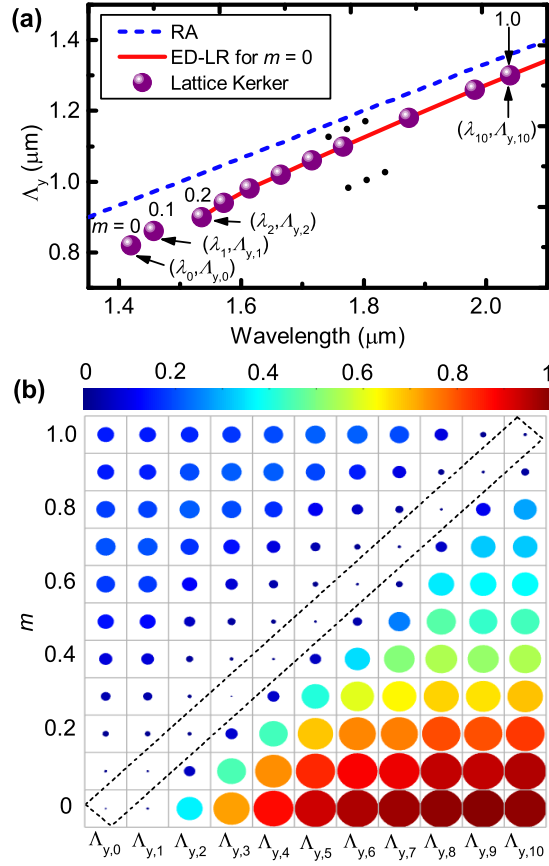 (a)
RA
ED-LR for m = 0
Lattice Kerker
1.0
(λ10, Λy,10)
0.2
(λ2, Λy,2)
0.1
m = 0
(λ1, Λy,1)
(λ0, Λy,0)
Λy (μm)
1.4
1.2
1.0
0.8
1.4 1.6 1.8 2.0
Wavelength (μm)
(b)
0 0.2 0.4 0.6 0.8 1
m
1.0
0.8
0.6
0.4
0.2
0
Λy,0 Λy,1 Λy,2 Λy,3 Λy,4 Λy,5 Λy,6 Λy,7 Λy,8 Λy,9 Λy,10